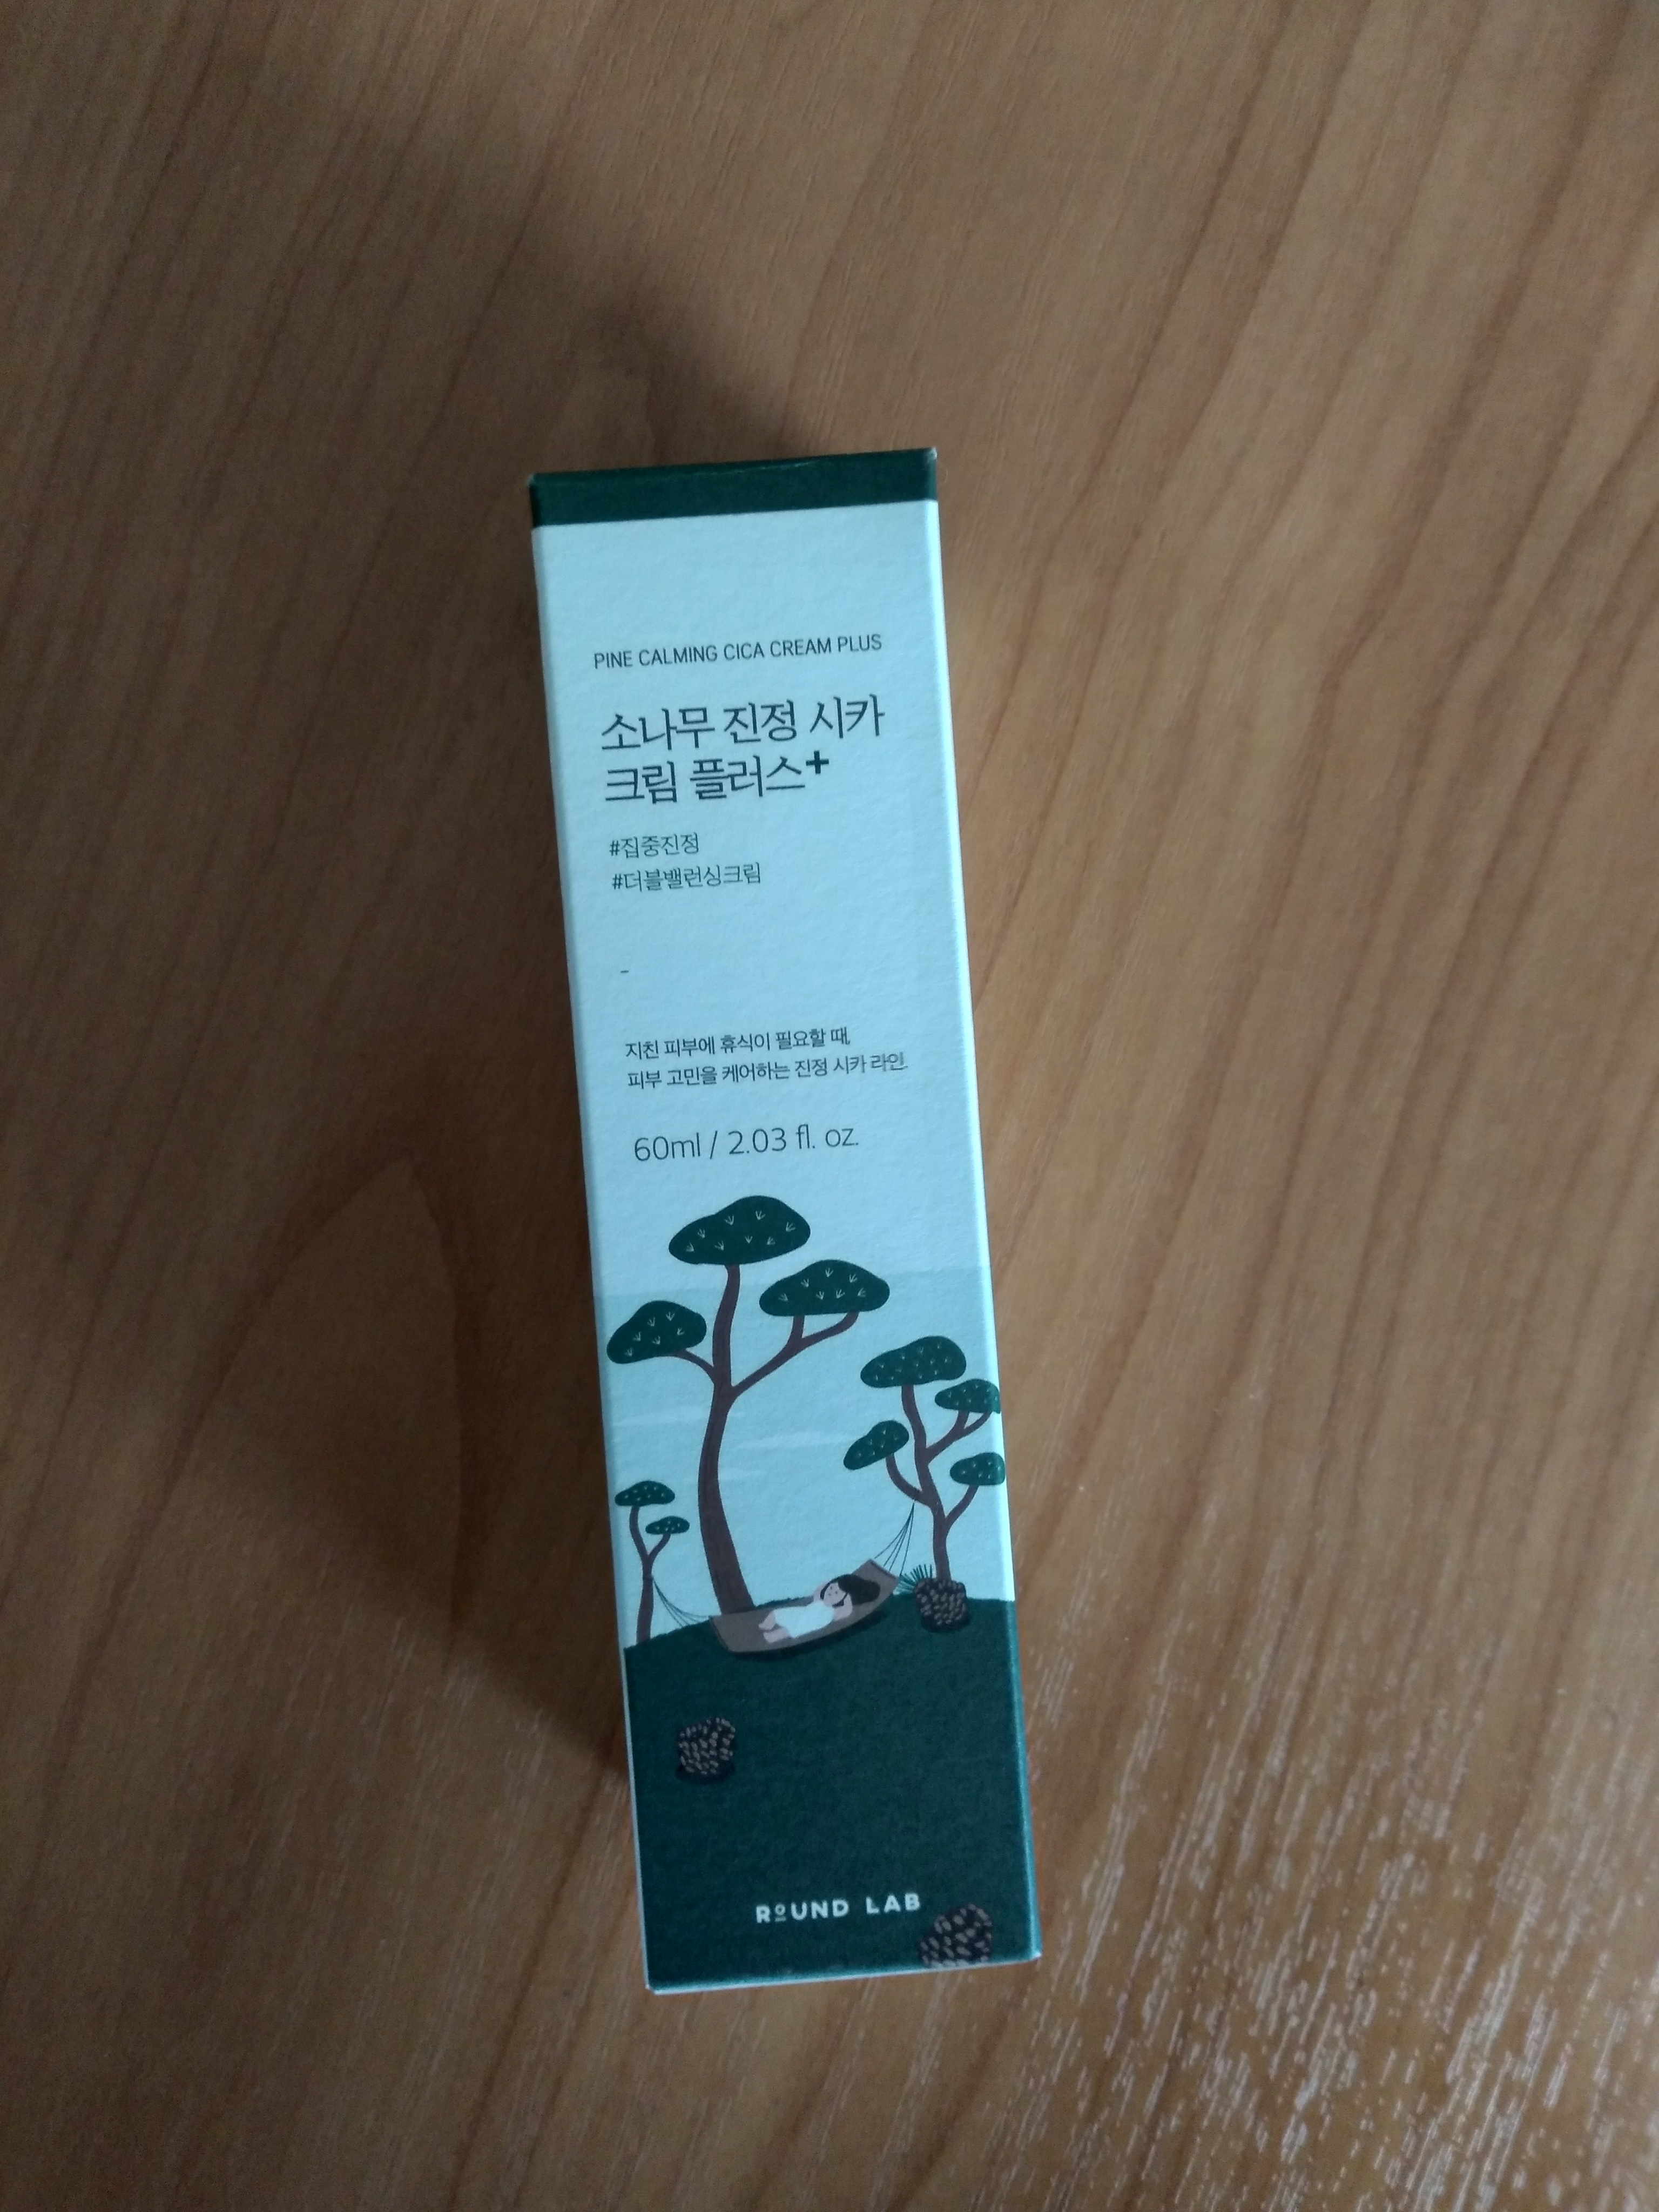 PINE CALMING CICA CREAM PLUS
소나무 진정 시카
크림 플러스+
#집중진정
#더블밸런싱크림
-
지친 피부에 휴식이 필요할 때,
피부 고민을 케어하는 진정 시카 라인.
60ml / 2.03 fl. oz.
ROUND LAB